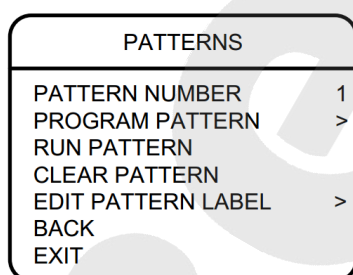 PATTERNS
PATTERN NUMBER 1
PROGRAM PATTERN >
RUN PATTERN
CLEAR PATTERN
EDIT PATTERN LABEL >
BACK
EXIT